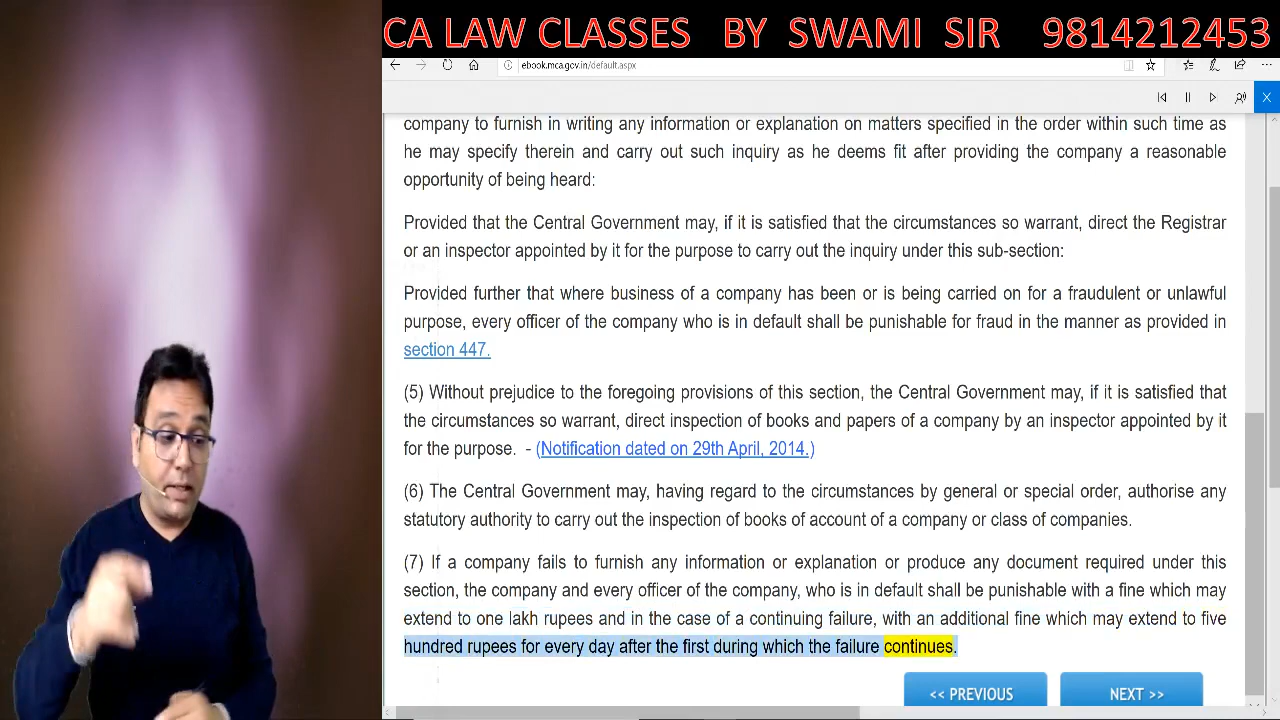 CA LAW CLASSES BY SWAMI SIR 9814212453
ebook.mca.gov.in/default.aspx
company to furnish in writing any information or explanation on matters specified in the order within such time as
he may specify therein and carry out such inquiry as he deems fit after providing the company a reasonable
opportunity of being heard:
Provided that the Central Government may, if it is satisfied that the circumstances so warrant, direct the Registrar
or an inspector appointed by it for the purpose to carry out the inquiry under this sub-section:
Provided further that where business of a company has been or is being carried on for a fraudulent or unlawful
purpose, every officer of the company who is in default shall be punishable for fraud in the manner as provided in
section 447.
(5) Without prejudice to the foregoing provisions of this section, the Central Government may, if it is satisfied that
the circumstances so warrant, direct inspection of books and papers of a company by an inspector appointed by it
for the purpose. - (Notification dated on 29th April, 2014.)
(6) The Central Government may, having regard to the circumstances by general or special order, authorise any
statutory authority to carry out the inspection of books of account of a company or class of companies.
(7) If a company fails to furnish any information or explanation or produce any document required under this
section, the company and every officer of the company, who is in default shall be punishable with a fine which may
extend to one lakh rupees and in the case of a continuing failure, with an additional fine which may extend to five
hundred rupees for every day after the first during which the failure continues.
<< PREVIOUS
NEXT >>